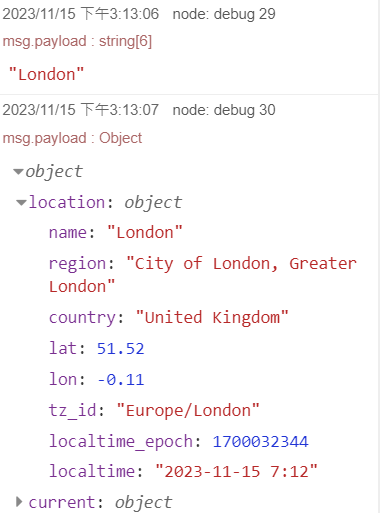 2023/11/15 下午3:13:06 node: debug 29
msg.payload : string[6]
"London"
2023/11/15 下午3:13:07 node: debug 30
msg.payload : Object
object
location: object
name: "London"
region: "City of London, Greater
London"
country: "United Kingdom"
lat: 51.52
lon: -0.11
tz_id: "Europe/London"
localtime_epoch: 1700032344
localtime: "2023-11-15 7:12"
current: object